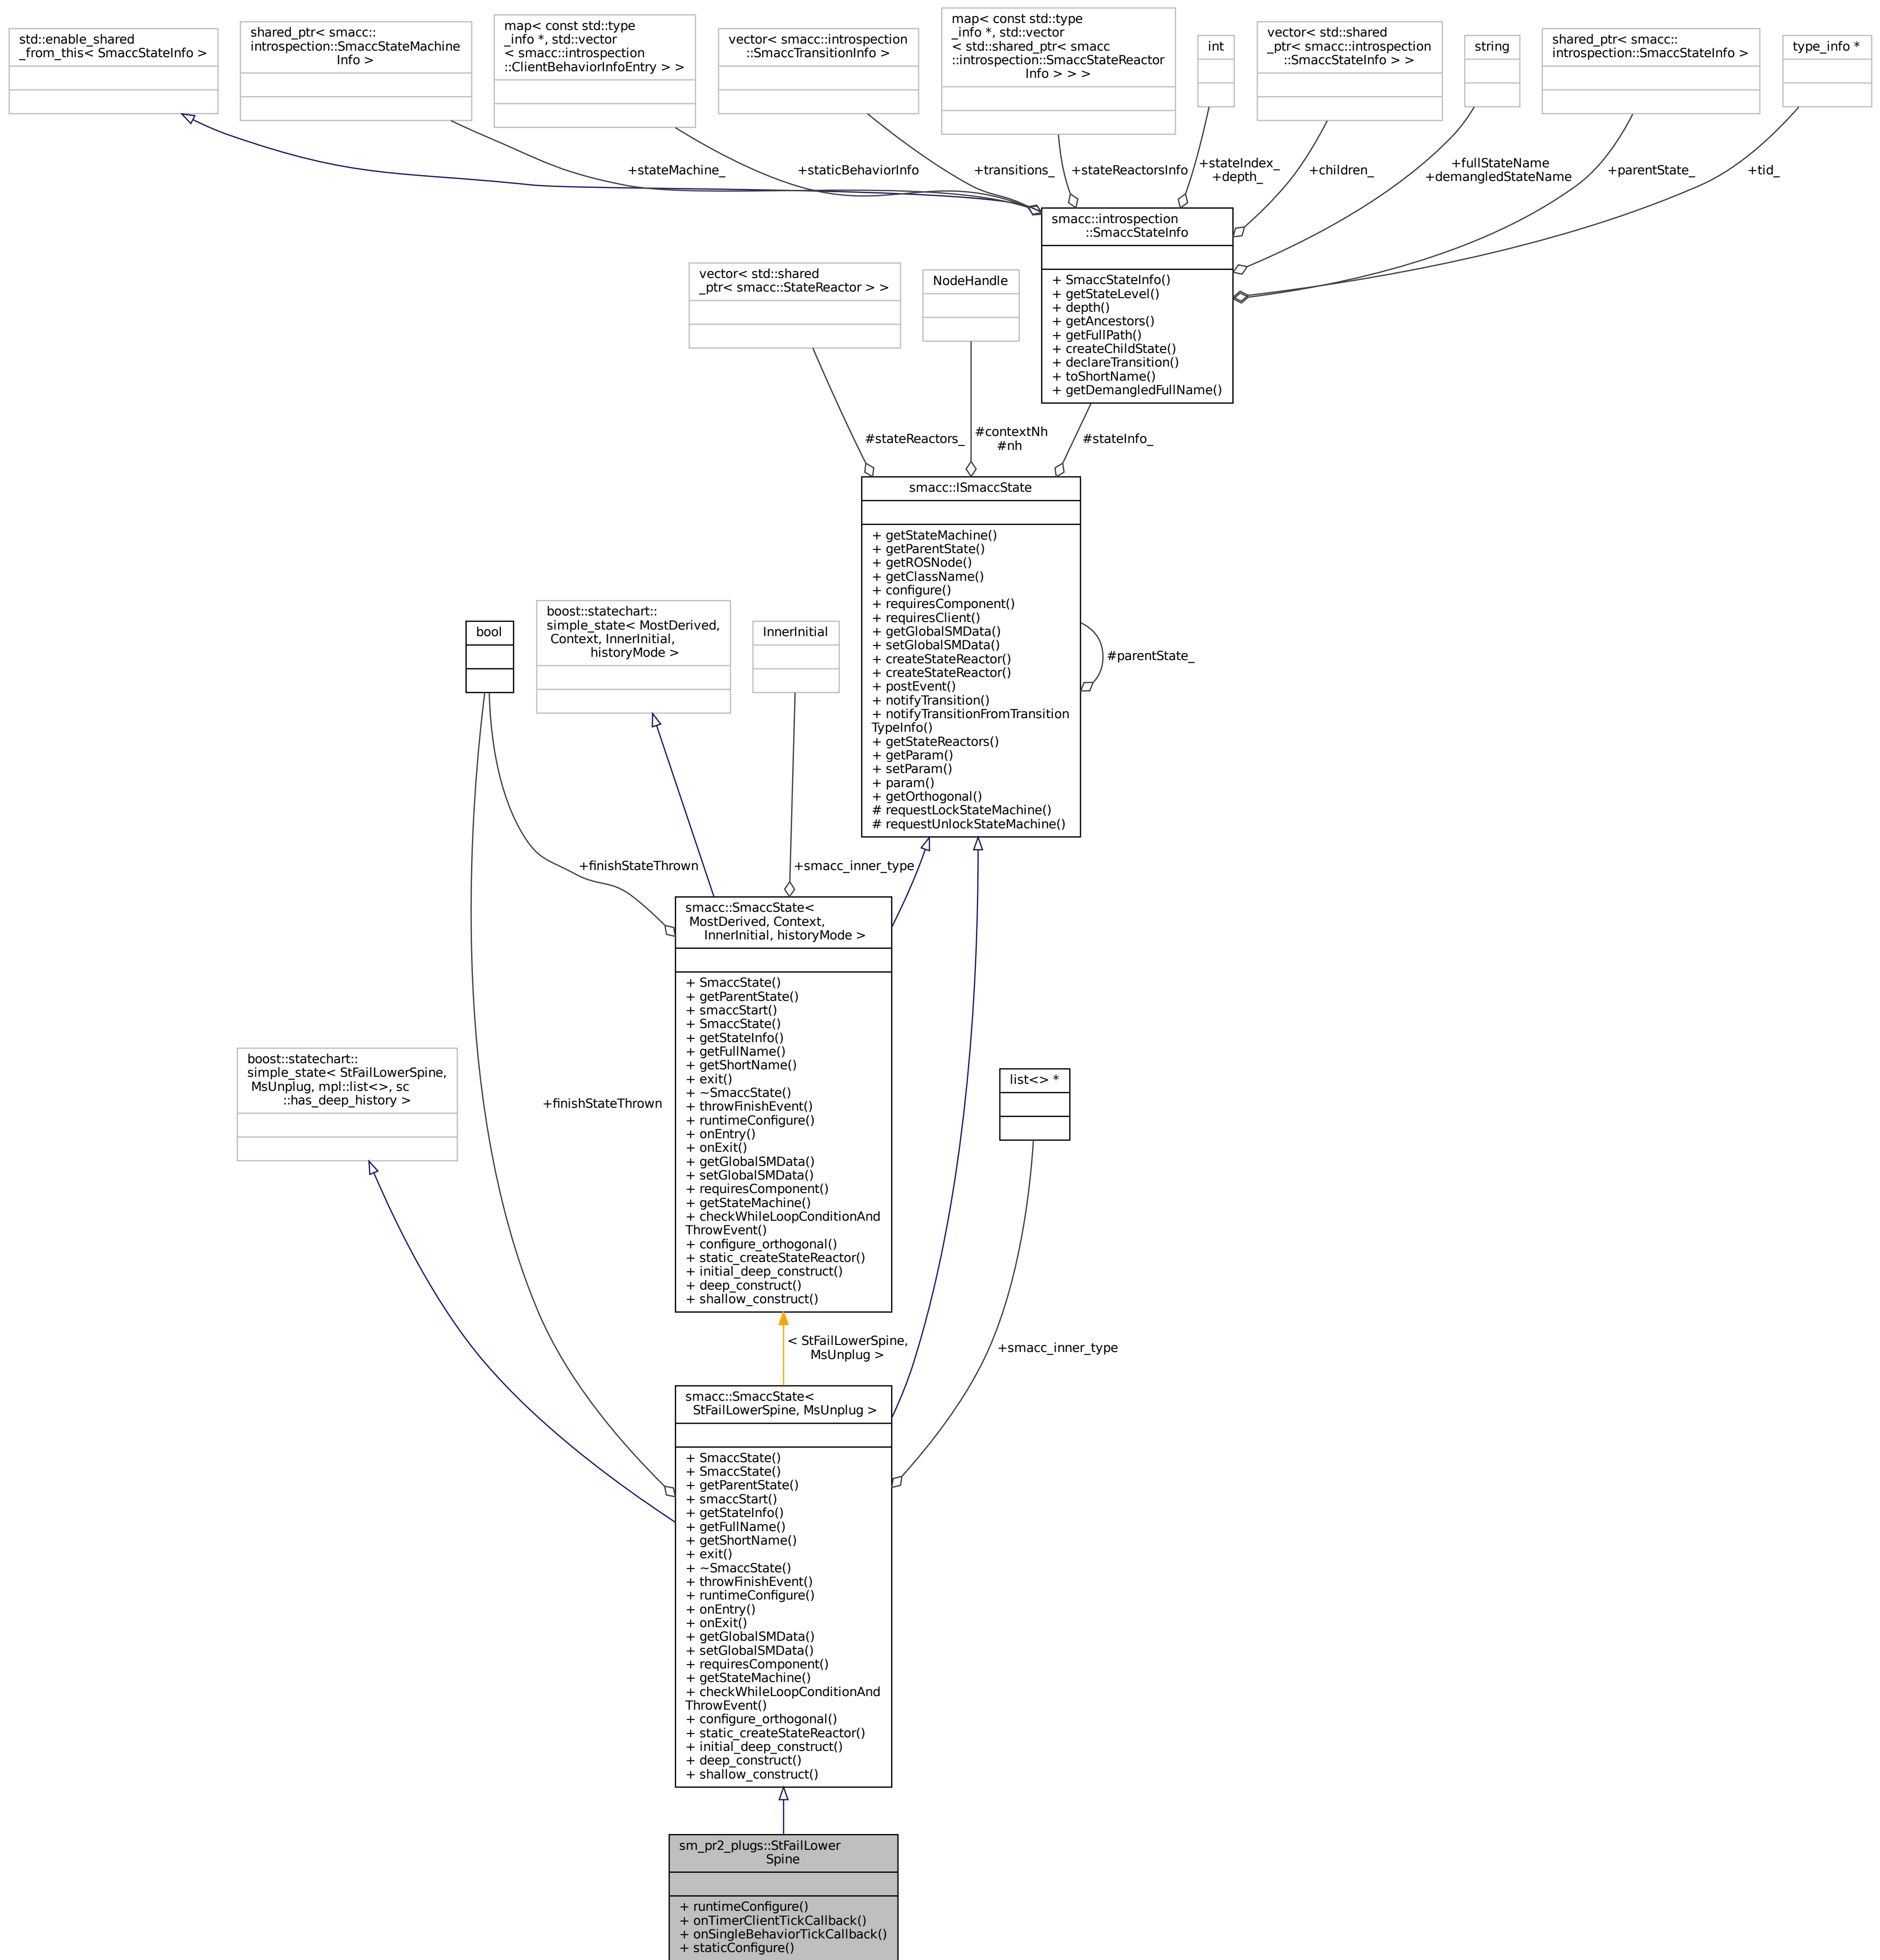 std::enable_shared
_from_this< SmaccStateInfo >
shared_ptr< smacc::
introspection::SmaccStateMachine
Info >
map< const std::type
_info *, std::vector
< smacc::introspection
::ClientBehaviorInfoEntry > >
vector< smacc::introspection
::SmaccTransitionInfo >
map< const std::type
_info *, std::vector
< std::shared_ptr< smacc
::introspection::SmaccStateReactor
Info > > >
int
vector< std::shared
_ptr< smacc::introspection
::SmaccStateInfo > >
string
shared_ptr< smacc::
introspection::SmaccStateInfo >
type_info *
+stateMachine_
+staticBehaviorInfo
+transitions_
+stateReactorsInfo
+stateIndex_
+depth_
+children_
+fullStateName
+demangledStateName
+parentState_
+tid_
smacc::introspection
::SmaccStateInfo
+ SmaccStateInfo()
+ getStateLevel()
+ depth()
+ getAncestors()
+ getFullPath()
+ createChildState()
+ declareTransition()
+ toShortName()
+ getDemangledFullName()
vector< std::shared
_ptr< smacc::StateReactor > >
NodeHandle
#stateReactors_
#contextNh
#nh
#stateInfo_
smacc::ISmaccState
+ getStateMachine()
+ getParentState()
+ getROSNode()
+ getClassName()
+ configure()
+ requiresComponent()
+ requiresClient()
+ getGlobalSMData()
+ setGlobalSMData()
+ createStateReactor()
+ createStateReactor()
+ postEvent()
+ notifyTransition()
+ notifyTransitionFromTransition
TypeInfo()
+ getStateReactors()
+ getParam()
+ setParam()
+ param()
+ getOrthogonal()
# requestLockStateMachine()
# requestUnlockStateMachine()
#parentState_
bool
boost::statechart::
simple_state< MostDerived,
Context, InnerInitial,
historyMode >
InnerInitial
+finishStateThrown
+smacc_inner_type
smacc::SmaccState<
MostDerived, Context,
InnerInitial, historyMode >
+ SmaccState()
+ getParentState()
+ smaccStart()
+ SmaccState()
+ getStateInfo()
+ getFullName()
+ getShortName()
+ exit()
+ ~SmaccState()
+ throwFinishEvent()
+ runtimeConfigure()
+ onEntry()
+ onExit()
+ getGlobalSMData()
+ setGlobalSMData()
+ requiresComponent()
+ getStateMachine()
+ checkWhileLoopConditionAnd
ThrowEvent()
+ configure_orthogonal()
+ static_createStateReactor()
+ initial_deep_construct()
+ deep_construct()
+ shallow_construct()
boost::statechart::
simple_state< StFailLowerSpine,
MsUnplug, mpl::list<>, sc
::has_deep_history >
+finishStateThrown
list<> *
< StFailLowerSpine,
MsUnplug >
+smacc_inner_type
smacc::SmaccState<
StFailLowerSpine, MsUnplug >
+ SmaccState()
+ SmaccState()
+ getParentState()
+ smaccStart()
+ getStateInfo()
+ getFullName()
+ getShortName()
+ exit()
+ ~SmaccState()
+ throwFinishEvent()
+ runtimeConfigure()
+ onEntry()
+ onExit()
+ getGlobalSMData()
+ setGlobalSMData()
+ requiresComponent()
+ getStateMachine()
+ checkWhileLoopConditionAnd
ThrowEvent()
+ configure_orthogonal()
+ static_createStateReactor()
+ initial_deep_construct()
+ deep_construct()
+ shallow_construct()
sm_pr2_plugs::StFailLower
Spine
+ runtimeConfigure()
+ onTimerClientTickCallback()
+ onSingleBehaviorTickCallback()
+ staticConfigure()